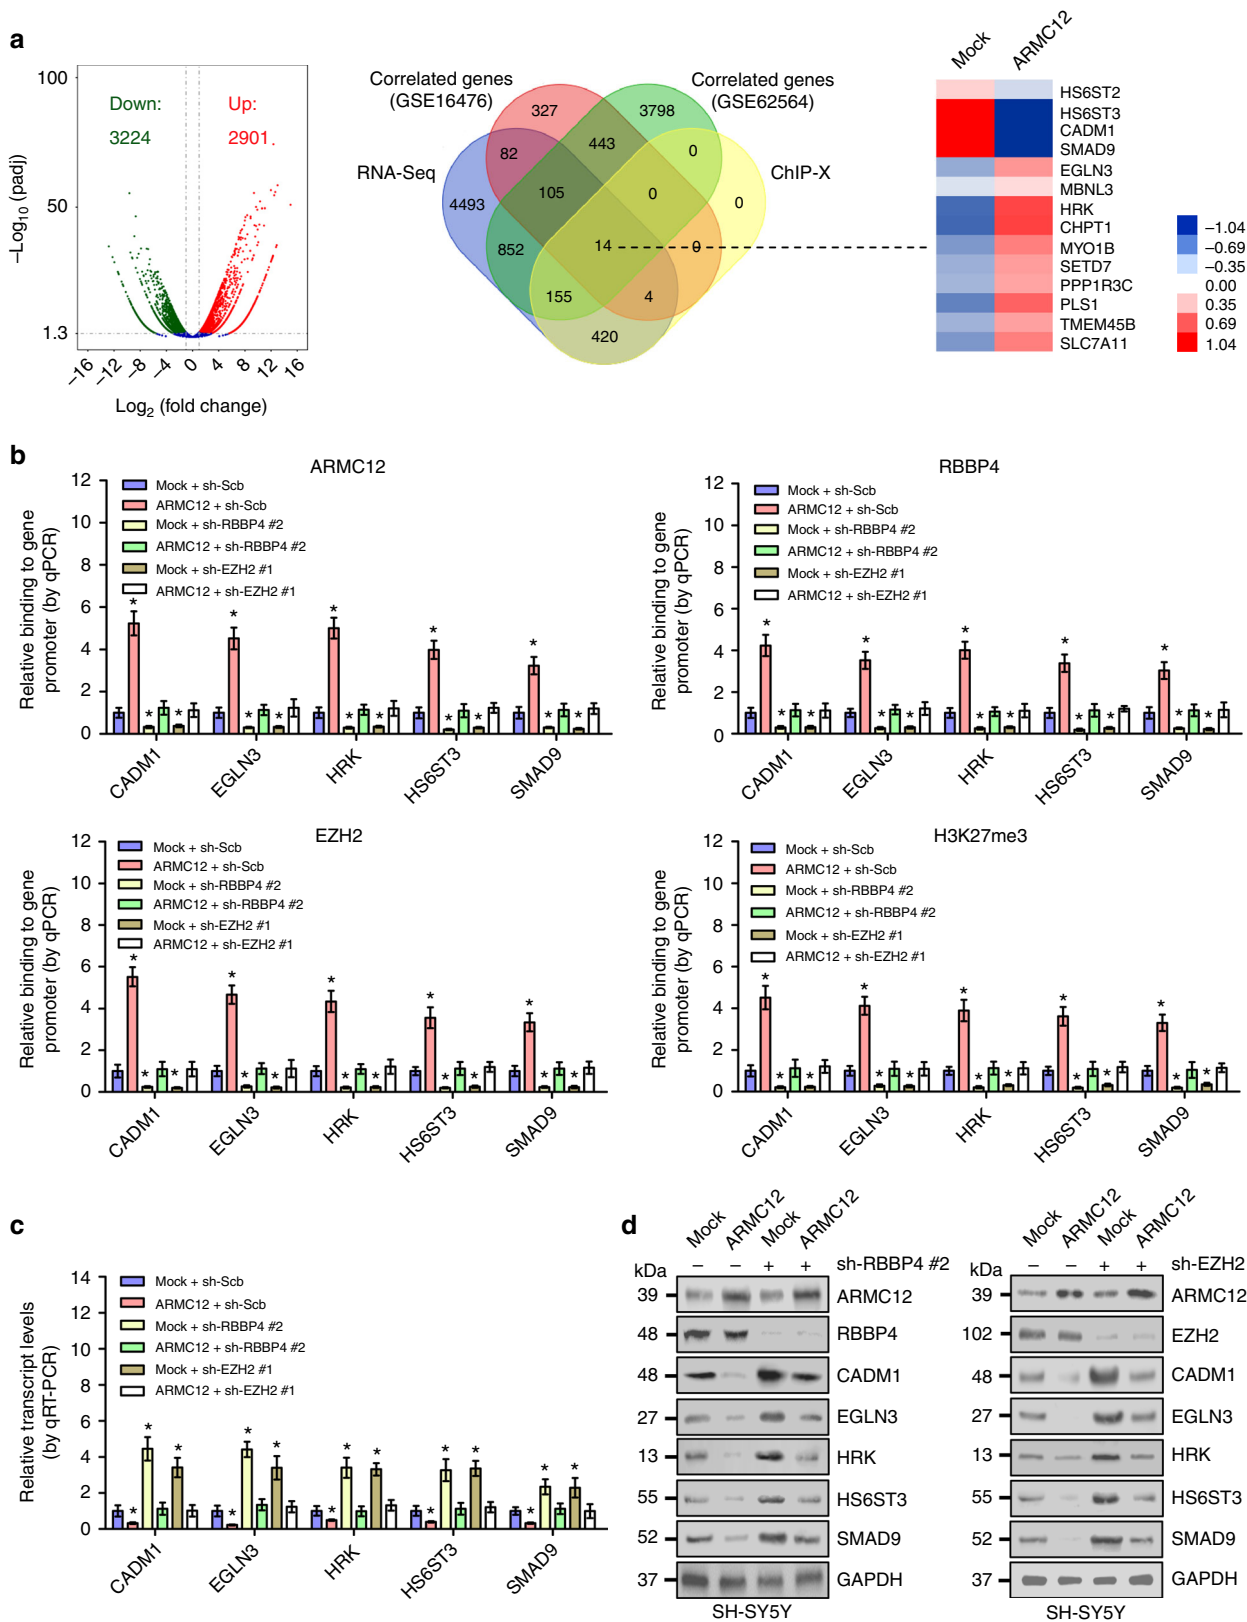 a
100
50
1.3
–Log10 (padj)
Down:
3224
Up:
2901
–16 –12 –8 –4 0 4 8 12 16
Log2 (fold change)
Correlated genes
(GSE16476)
Correlated genes
(GSE62564)
RNA-Seq
ChIP-X
327
3798
82
443
0
4493
105
0
0
852
14
0
155
4
420
Mock ARMC12
HS6ST2
HS6ST3
CADM1
SMAD9
EGLN3
MBNL3
HRK
CHPT1
MYO1B
SETD7
PPP1R3C
PLS1
TMEM45B
SLC7A11
–1.04
–0.69
–0.35
0.00
0.35
0.69
1.04
b
ARMC12
Relative binding to gene
promoter (by qPCR)
12
10
8
6
4
2
0
Mock + sh-Scb
ARMC12 + sh-Scb
Mock + sh-RBBP4 #2
ARMC12 + sh-RBBP4 #2
Mock + sh-EZH2 #1
ARMC12 + sh-EZH2 #1
* * * * *
* * * * * * * * * *
CADM1 EGLN3 HRK HS6ST3 SMAD9
RBBP4
Relative binding to gene
promoter (by qPCR)
12
10
8
6
4
2
0
Mock + sh-Scb
ARMC12 + sh-Scb
Mock + sh-RBBP4 #2
ARMC12 + sh-RBBP4 #2
Mock + sh-EZH2 #1
ARMC12 + sh-EZH2 #1
* * * * *
* * * * * * * * * *
CADM1 EGLN3 HRK HS6ST3 SMAD9
EZH2
Relative binding to gene
promoter (by qPCR)
12
10
8
6
4
2
0
Mock + sh-Scb
ARMC12 + sh-Scb
Mock + sh-RBBP4 #2
ARMC12 + sh-RBBP4 #2
Mock + sh-EZH2 #1
ARMC12 + sh-EZH2 #1
* * * * *
* * * * * * * * * *
CADM1 EGLN3 HRK HS6ST3 SMAD9
H3K27me3
Relative binding to gene
promoter (by qPCR)
12
10
8
6
4
2
0
Mock + sh-Scb
ARMC12 + sh-Scb
Mock + sh-RBBP4 #2
ARMC12 + sh-RBBP4 #2
Mock + sh-EZH2 #1
ARMC12 + sh-EZH2 #1
* * * * *
* * * * * * * * * *
CADM1 EGLN3 HRK HS6ST3 SMAD9
c
Relative transcript levels
(by qRT-PCR)
14
12
10
8
6
4
2
0
Mock + sh-Scb
ARMC12 + sh-Scb
Mock + sh-RBBP4 #2
ARMC12 + sh-RBBP4 #2
Mock + sh-EZH2 #1
ARMC12 + sh-EZH2 #1
* * * * * * * * * *
* * * * *
CADM1 EGLN3 HRK HS6ST3 SMAD9
d
Mock ARMC12 Mock ARMC12
– – + + sh-RBBP4 #2
kDa
39 ARMC12
48 RBBP4
48 CADM1
27 EGLN3
13 HRK
55 HS6ST3
52 SMAD9
37 GAPDH
SH-SY5Y
Mock ARMC12 Mock ARMC12
– – + + sh-EZH2
kDa
39 ARMC12
102 EZH2
48 CADM1
27 EGLN3
13 HRK
55 HS6ST3
52 SMAD9
37 GAPDH
SH-SY5Y